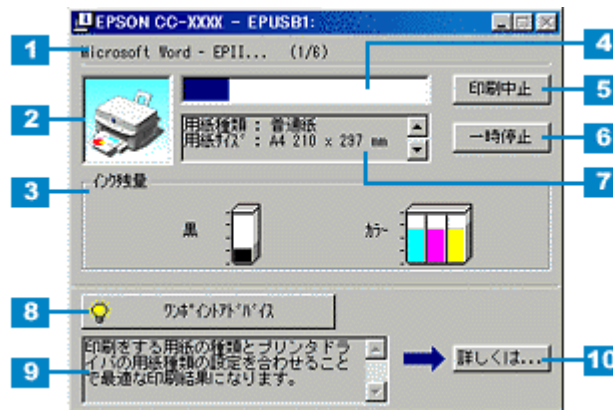 EPSON CC-XXXX - EPUSB1:
1
Microsoft Word - EPII... (1/6)
4
印刷中止
5
2
用紙種類 : 普通紙
用紙ｻｲｽﾞ : A4 210 x 297 mm
一時停止
6
7
3
ｲﾝｸ残量
黒
ｶﾗｰ
8
ﾜﾝﾎﾟｲﾝﾄｱﾄﾞﾊﾞｲｽ
9
印刷をする用紙の種類とプリンタドラ
イバの用紙種類の設定を合わせること
で最適な印刷結果になります。
詳しくは...
10